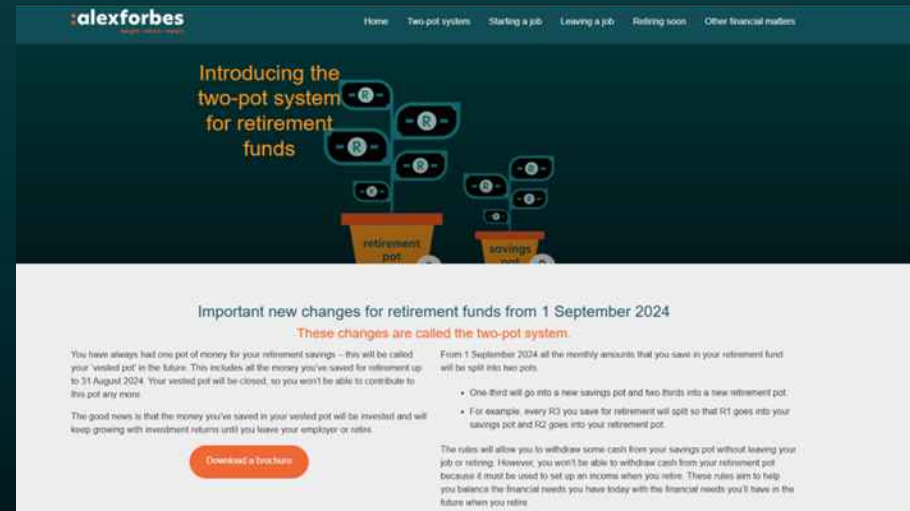 :alexforbes
insight • advice • impact
Home Two-pot system Starting a job Leaving a job Retiring soon Other financial matters
Introducing the
two-pot system
for retirement
funds
R
R
R
R
R
R
R
R
R
retirement
pot
savings
pot
Important new changes for retirement funds from 1 September 2024
These changes are called the two-pot system.
You have always had one pot of money for your retirement savings – this will be called
your 'vested pot' in the future. This includes all the money you've saved for retirement up
to 31 August 2024. Your vested pot will be closed, so you won't be able to contribute to
this pot any more.
The good news is that the money you've saved in your vested pot will be invested and will
keep growing with investment returns until you leave your employer or retire.
Download a brochure
From 1 September 2024 all the monthly amounts that you save in your retirement fund
will be split into two pots.
• One-third will go into a new savings pot and two thirds into a new retirement pot.
• For example, every R3 you save for retirement will split so that R1 goes into your
savings pot and R2 goes into your retirement pot.
The rules will allow you to withdraw some cash from your savings pot without leaving your
job or retiring. However, you won't be able to withdraw cash from your retirement pot
because it must be used to set up an income when you retire. These rules aim to help
you balance the financial needs you have today with the financial needs you'll have in the
future when you retire.